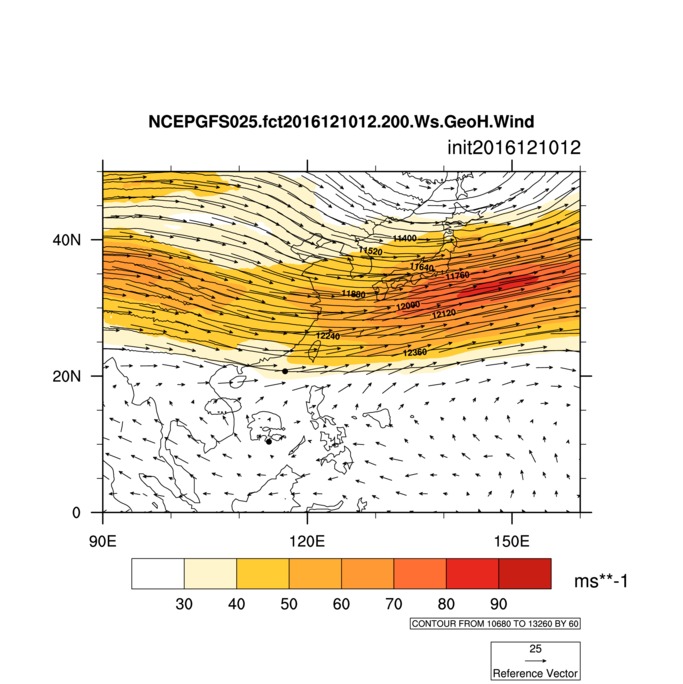 NCEPGFS025.fct2016121012.200.Ws.GeoH.Wind
init2016121012
40N
20N
0
11400
11520
11640
11760
11880
12000
12120
12240
12360
90E 120E 150E
30 40 50 60 70 80 90 ms**-1
CONTOUR FROM 10680 TO 13260 BY 60
25
Reference Vector